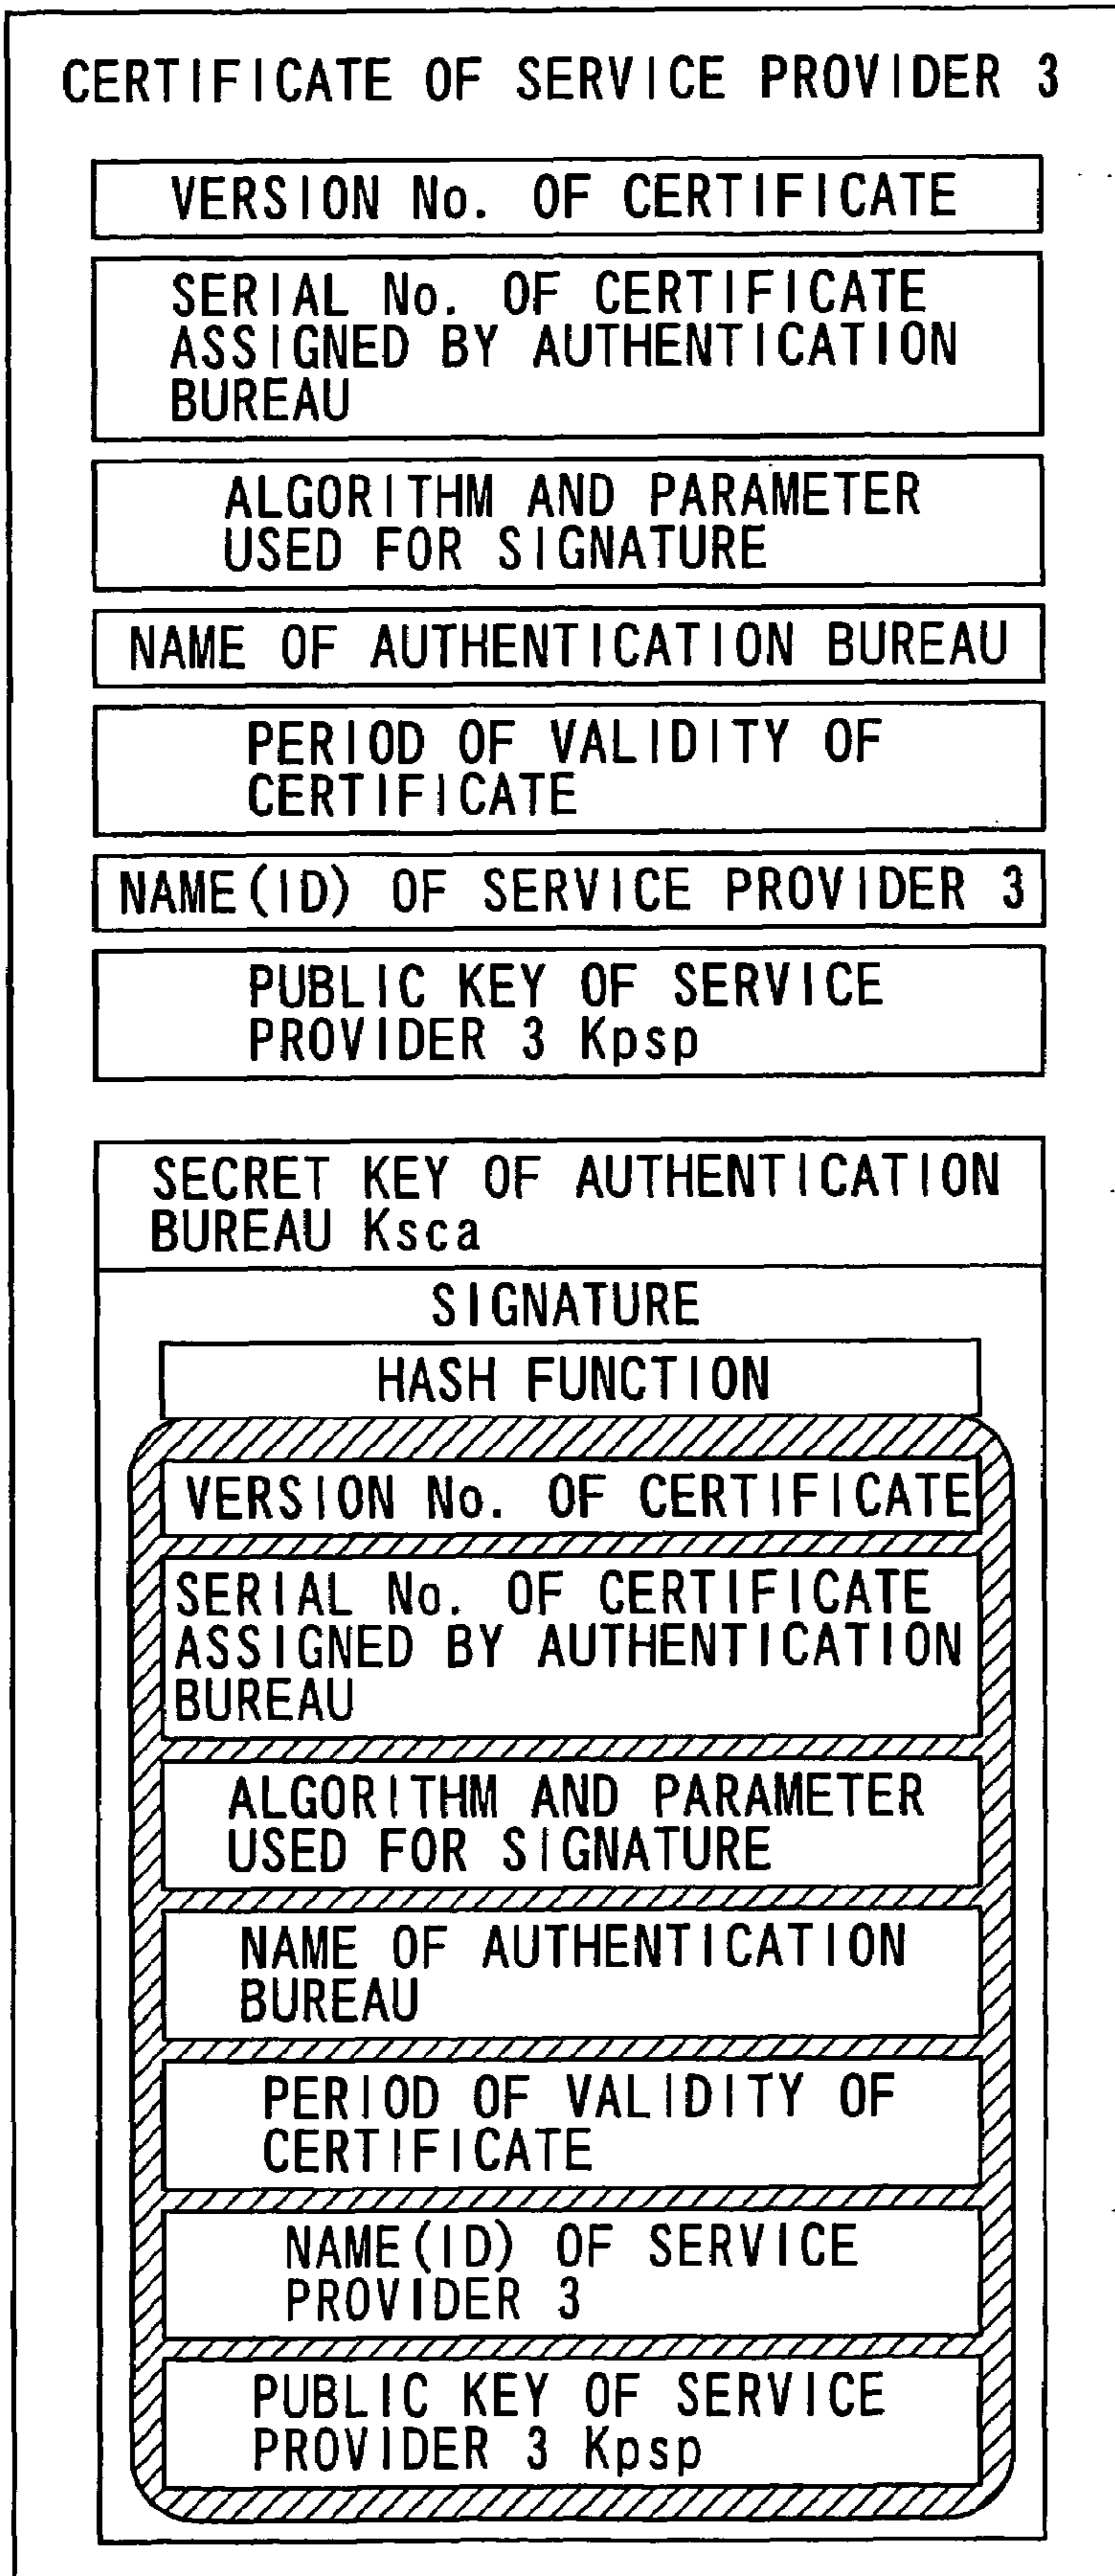 CERTIFICATE OF SERVICE PROVIDER 3
VERSION No. OF CERTIFICATE
SERIAL No. OF CERTIFICATE
ASSIGNED BY AUTHENTICATION
BUREAU
ALGORITHM AND PARAMETER
USED FOR SIGNATURE
NAME OF AUTHENTICATION BUREAU
PERIOD OF VALIDITY OF
CERTIFICATE
NAME(ID) OF SERVICE PROVIDER 3
PUBLIC KEY OF SERVICE
PROVIDER 3 Kpsp
SECRET KEY OF AUTHENTICATION
BUREAU Ksca
SIGNATURE
HASH FUNCTION
VERSION No. OF CERTIFICATE
SERIAL No. OF CERTIFICATE
ASSIGNED BY AUTHENTICATION
BUREAU
ALGORITHM AND PARAMETER
USED FOR SIGNATURE
NAME OF AUTHENTICATION
BUREAU
PERIOD OF VALIDITY OF
CERTIFICATE
NAME(ID) OF SERVICE
PROVIDER 3
PUBLIC KEY OF SERVICE
PROVIDER 3 Kpsp